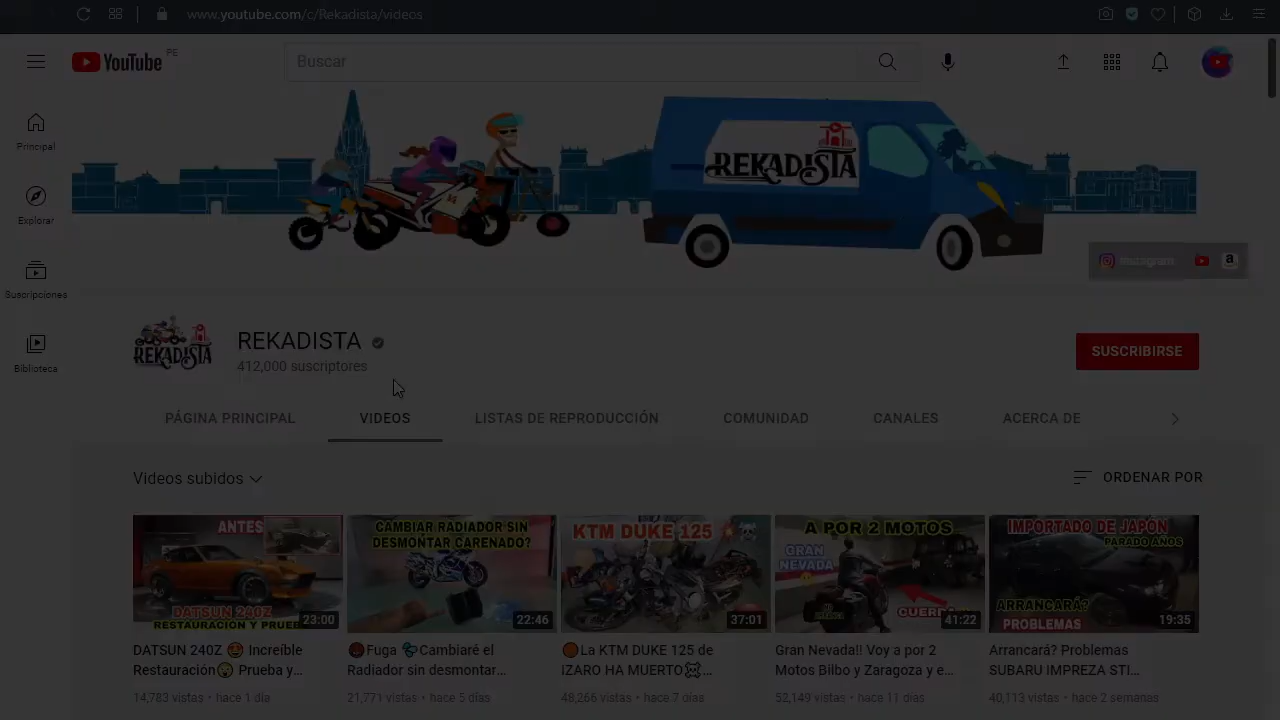 www.youtube.com/c/Rekadista/videos
YouTube PE
Buscar
Principal
REKADISTA
Explorar
Instagram
Suscripciones
REKADISTA
REKADISTA
412,000 suscriptores
SUSCRIBIRSE
Biblioteca
PÁGINA PRINCIPAL VIDEOS LISTAS DE REPRODUCCIÓN COMUNIDAD CANALES ACERCA DE
Videos subidos
ORDENAR POR
ANTES
DATSUN 240Z
RESTAURACIÓN Y PRUEB
23:00
CAMBIAR RADIADOR SIN
DESMONTAR CARENADO?
22:46
KTM DUKE 125
37:01
A POR 2 MOTOS
GRAN
NEVADA
41:22
IMPORTADO DE JAPÓN
PARADO AÑOS
ARRANCARÁ?
PROBLEMAS
19:35
DATSUN 240Z 🤩 Increíble
Restauración😲 Prueba y...
14,783 vistas • hace 1 día
🤬Fuga 💦Cambiaré el
Radiador sin desmontar...
21,771 vistas • hace 5 días
🟠La KTM DUKE 125 de
IZARO HA MUERTO☠...
48,266 vistas • hace 7 días
Gran Nevada!! Voy a por 2
Motos Bilbo y Zaragoza y e...
52,149 vistas • hace 11 días
Arrancará? Problemas
SUBARU IMPREZA STI...
40,113 vistas • hace 2 semanas